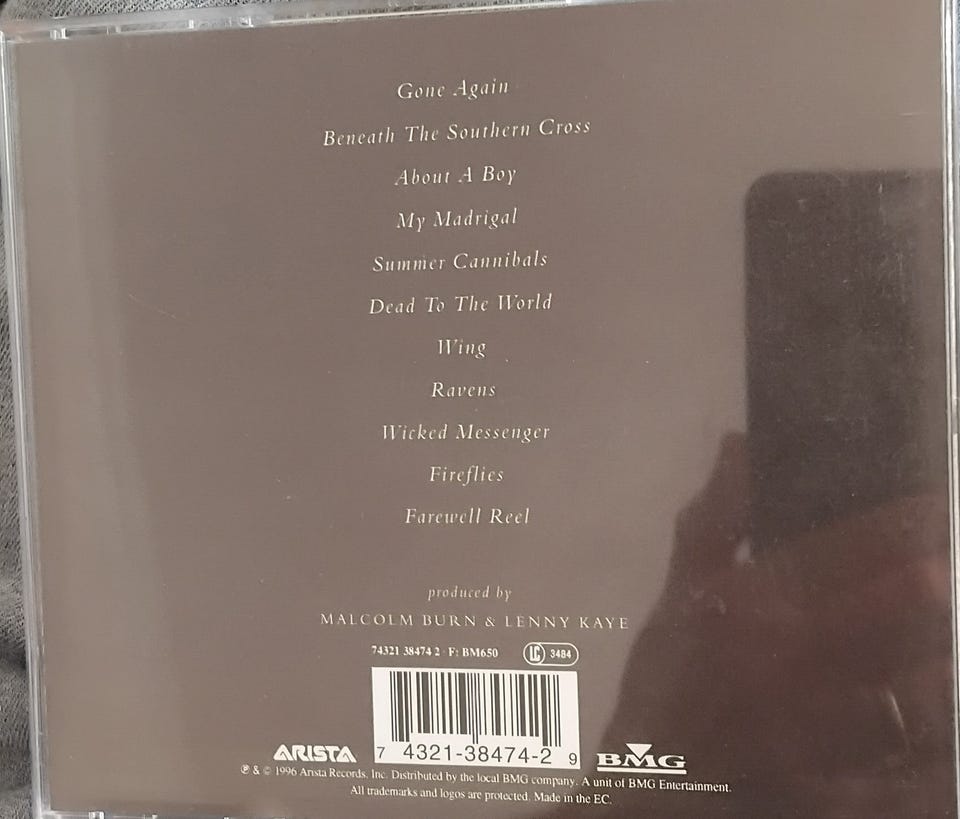 Gone Again
Beneath The Southern Cross
About A Boy
My Madrigal
Summer Cannibals
Dead To The World
Wing
Ravens
Wicked Messenger
Fireflies
Farewell Reel
produced by
MALCOLM BURN & LENNY KAYE
74321 38474 2 · F: BM650 LC 3484
7 4321-38474-2 9
ARISTA BMG
℗ & © 1996 Arista Records, Inc. Distributed by the local BMG company. A unit of BMG Entertainment.
All trademarks and logos are protected. Made in the EC.